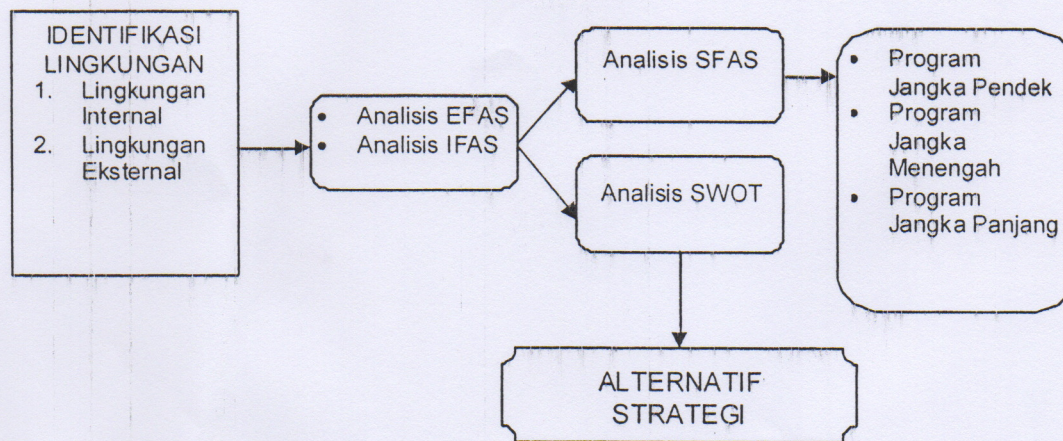 IDENTIFIKASI
LINGKUNGAN
1. Lingkungan
Internal
2. Lingkungan
Eksternal
• Analisis EFAS
• Analisis IFAS
Analisis SFAS
Analisis SWOT
• Program
Jangka Pendek
• Program
Jangka
Menengah
• Program
Jangka Panjang
ALTERNATIF
STRATEGI